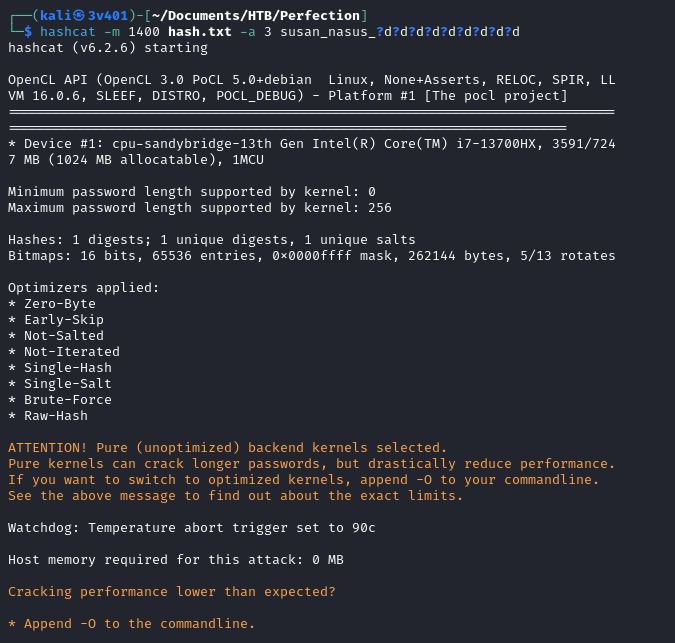 ┌──(kali㉿3v401)-[~/Documents/HTB/Perfection]
└─$ hashcat -m 1400 hash.txt -a 3 susan_nasus_?d?d?d?d?d?d?d?d?d
hashcat (v6.2.6) starting
OpenCL API (OpenCL 3.0 PoCL 5.0+debian  Linux, None+Asserts, RELOC, SPIR, LL
VM 16.0.6, SLEEF, DISTRO, POCL_DEBUG) - Platform #1 [The pocl project]
============================================================================
======================================================================
* Device #1: cpu-sandybridge-13th Gen Intel(R) Core(TM) i7-13700HX, 3591/724
7 MB (1024 MB allocatable), 1MCU
Minimum password length supported by kernel: 0
Maximum password length supported by kernel: 256
Hashes: 1 digests; 1 unique digests, 1 unique salts
Bitmaps: 16 bits, 65536 entries, 0x0000ffff mask, 262144 bytes, 5/13 rotates
Optimizers applied:
* Zero-Byte
* Early-Skip
* Not-Salted
* Not-Iterated
* Single-Hash
* Single-Salt
* Brute-Force
* Raw-Hash
ATTENTION! Pure (unoptimized) backend kernels selected.
Pure kernels can crack longer passwords, but drastically reduce performance.
If you want to switch to optimized kernels, append -O to your commandline.
See the above message to find out about the exact limits.
Watchdog: Temperature abort trigger set to 90c
Host memory required for this attack: 0 MB
Cracking performance lower than expected?
* Append -O to the commandline.